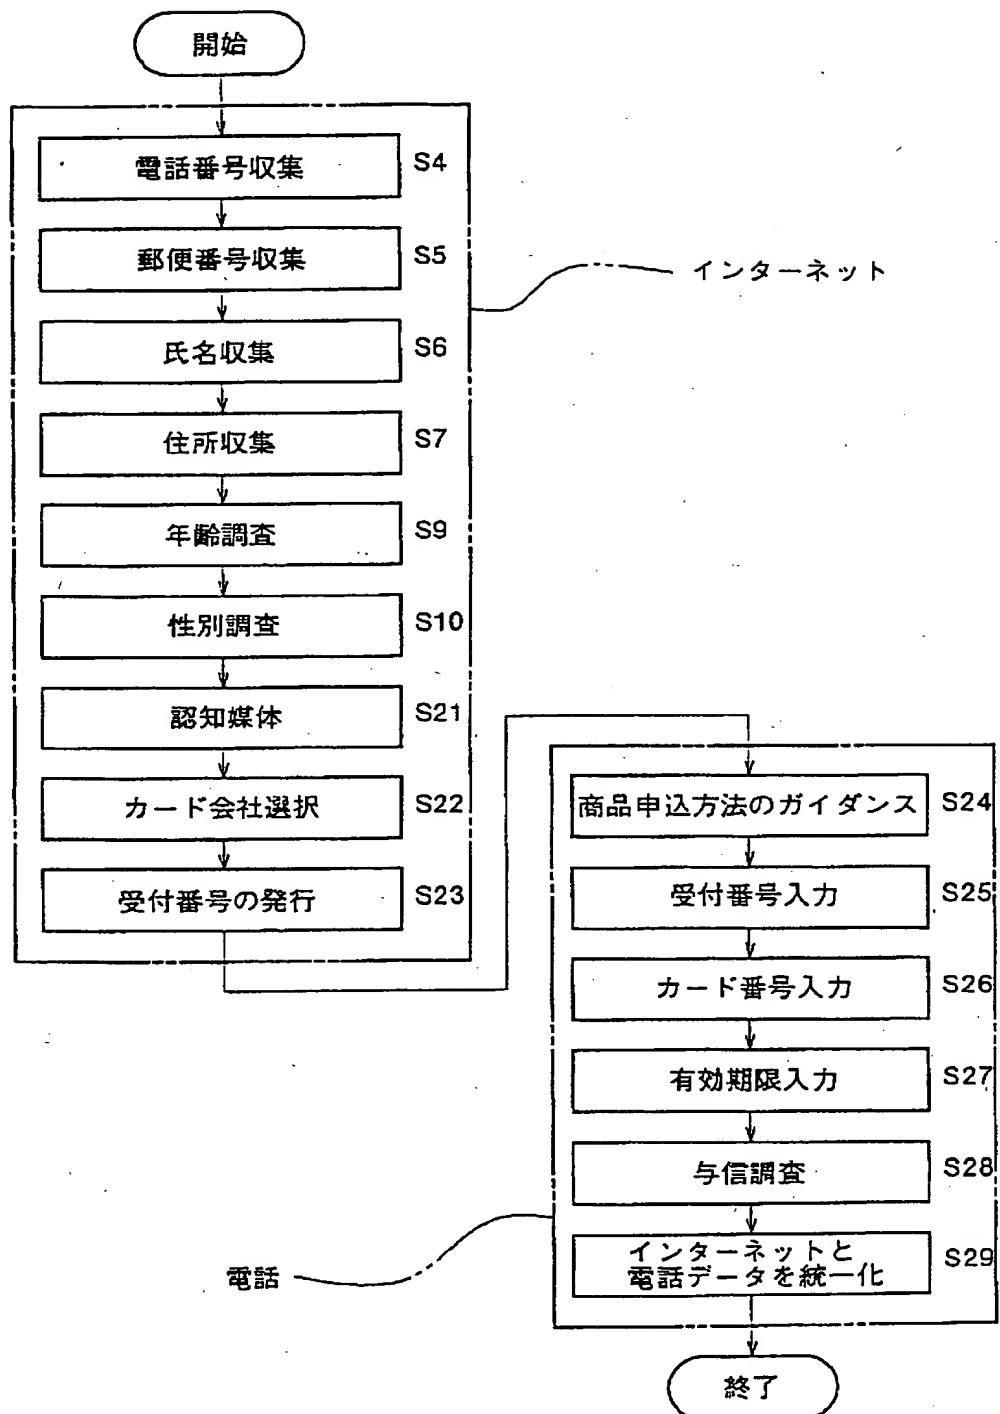 開始
電話番号収集 S4
郵便番号収集 S5
氏名収集 S6
住所収集 S7
年齢調査 S9
性別調査 S10
認知媒体 S21
カード会社選択 S22
受付番号の発行 S23
インターネット
商品申込方法のガイダンス S24
受付番号入力 S25
カード番号入力 S26
有効期限入力 S27
与信調査 S28
インターネットと
電話データを統一化 S29
電話
終了